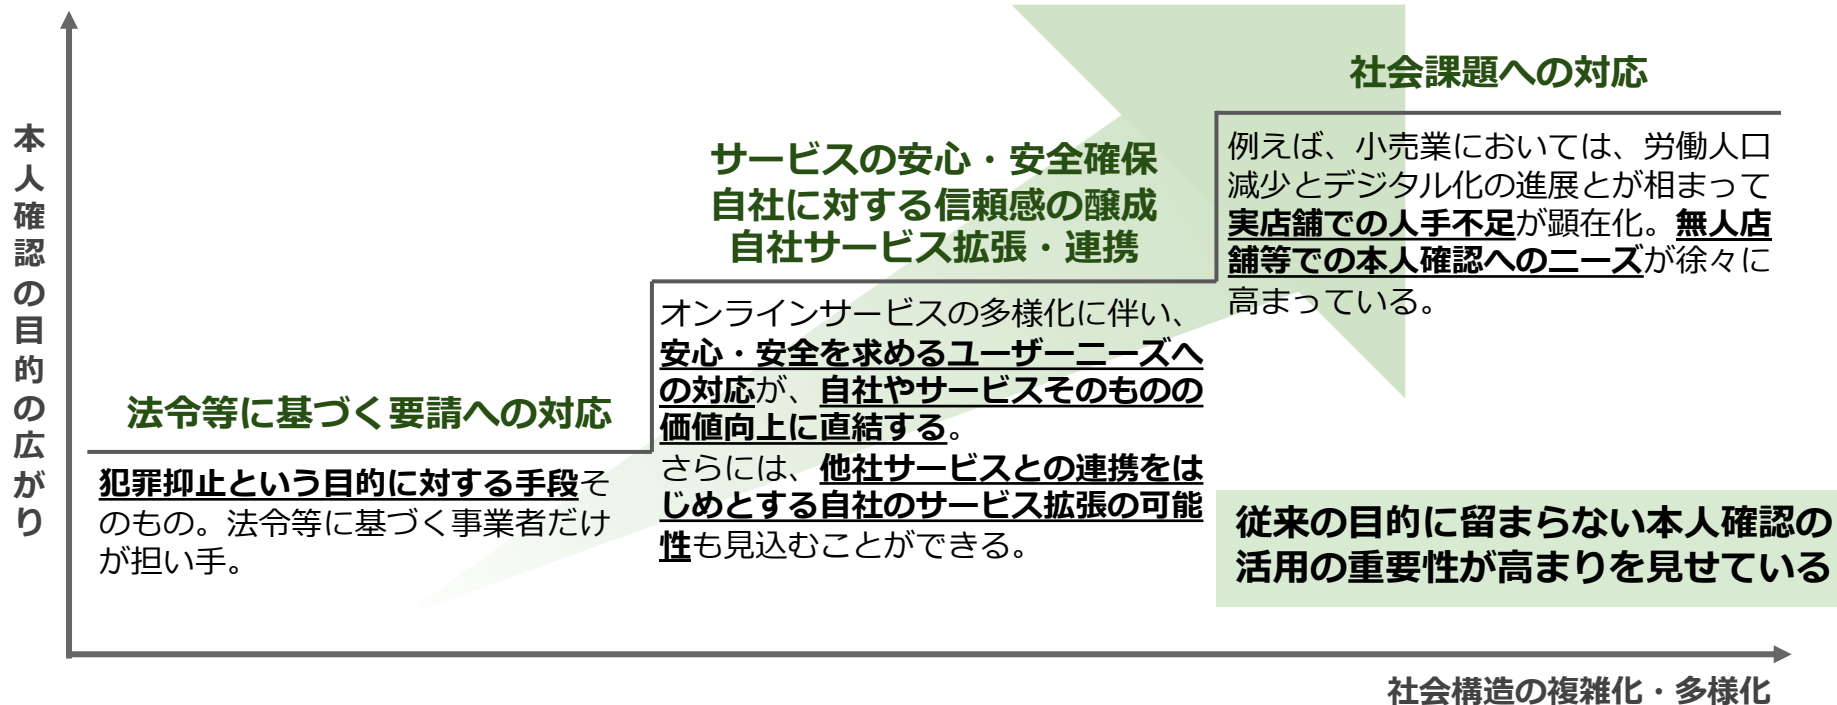 本人確認の目的の広がり
法令等に基づく要請への対応
犯罪抑止という目的に対する手段そ
のもの。法令等に基づく事業者だけ
が担い手。
サービスの安心・安全確保
自社に対する信頼感の醸成
自社サービス拡張・連携
オンラインサービスの多様化に伴い、
安心・安全を求めるユーザーニーズへ
の対応が、自社やサービスそのものの
価値向上に直結する。
さらには、他社サービスとの連携をは
じめとする自社のサービス拡張の可能
性も見込むことができる。
社会課題への対応
例えば、小売業においては、労働人口
減少とデジタル化の進展とが相まって
実店舗での人手不足が顕在化。無人店
舗等での本人確認へのニーズが徐々に
高まっている。
従来の目的に留まらない本人確認の
活用の重要性が高まりを見せている
社会構造の複雑化・多様化